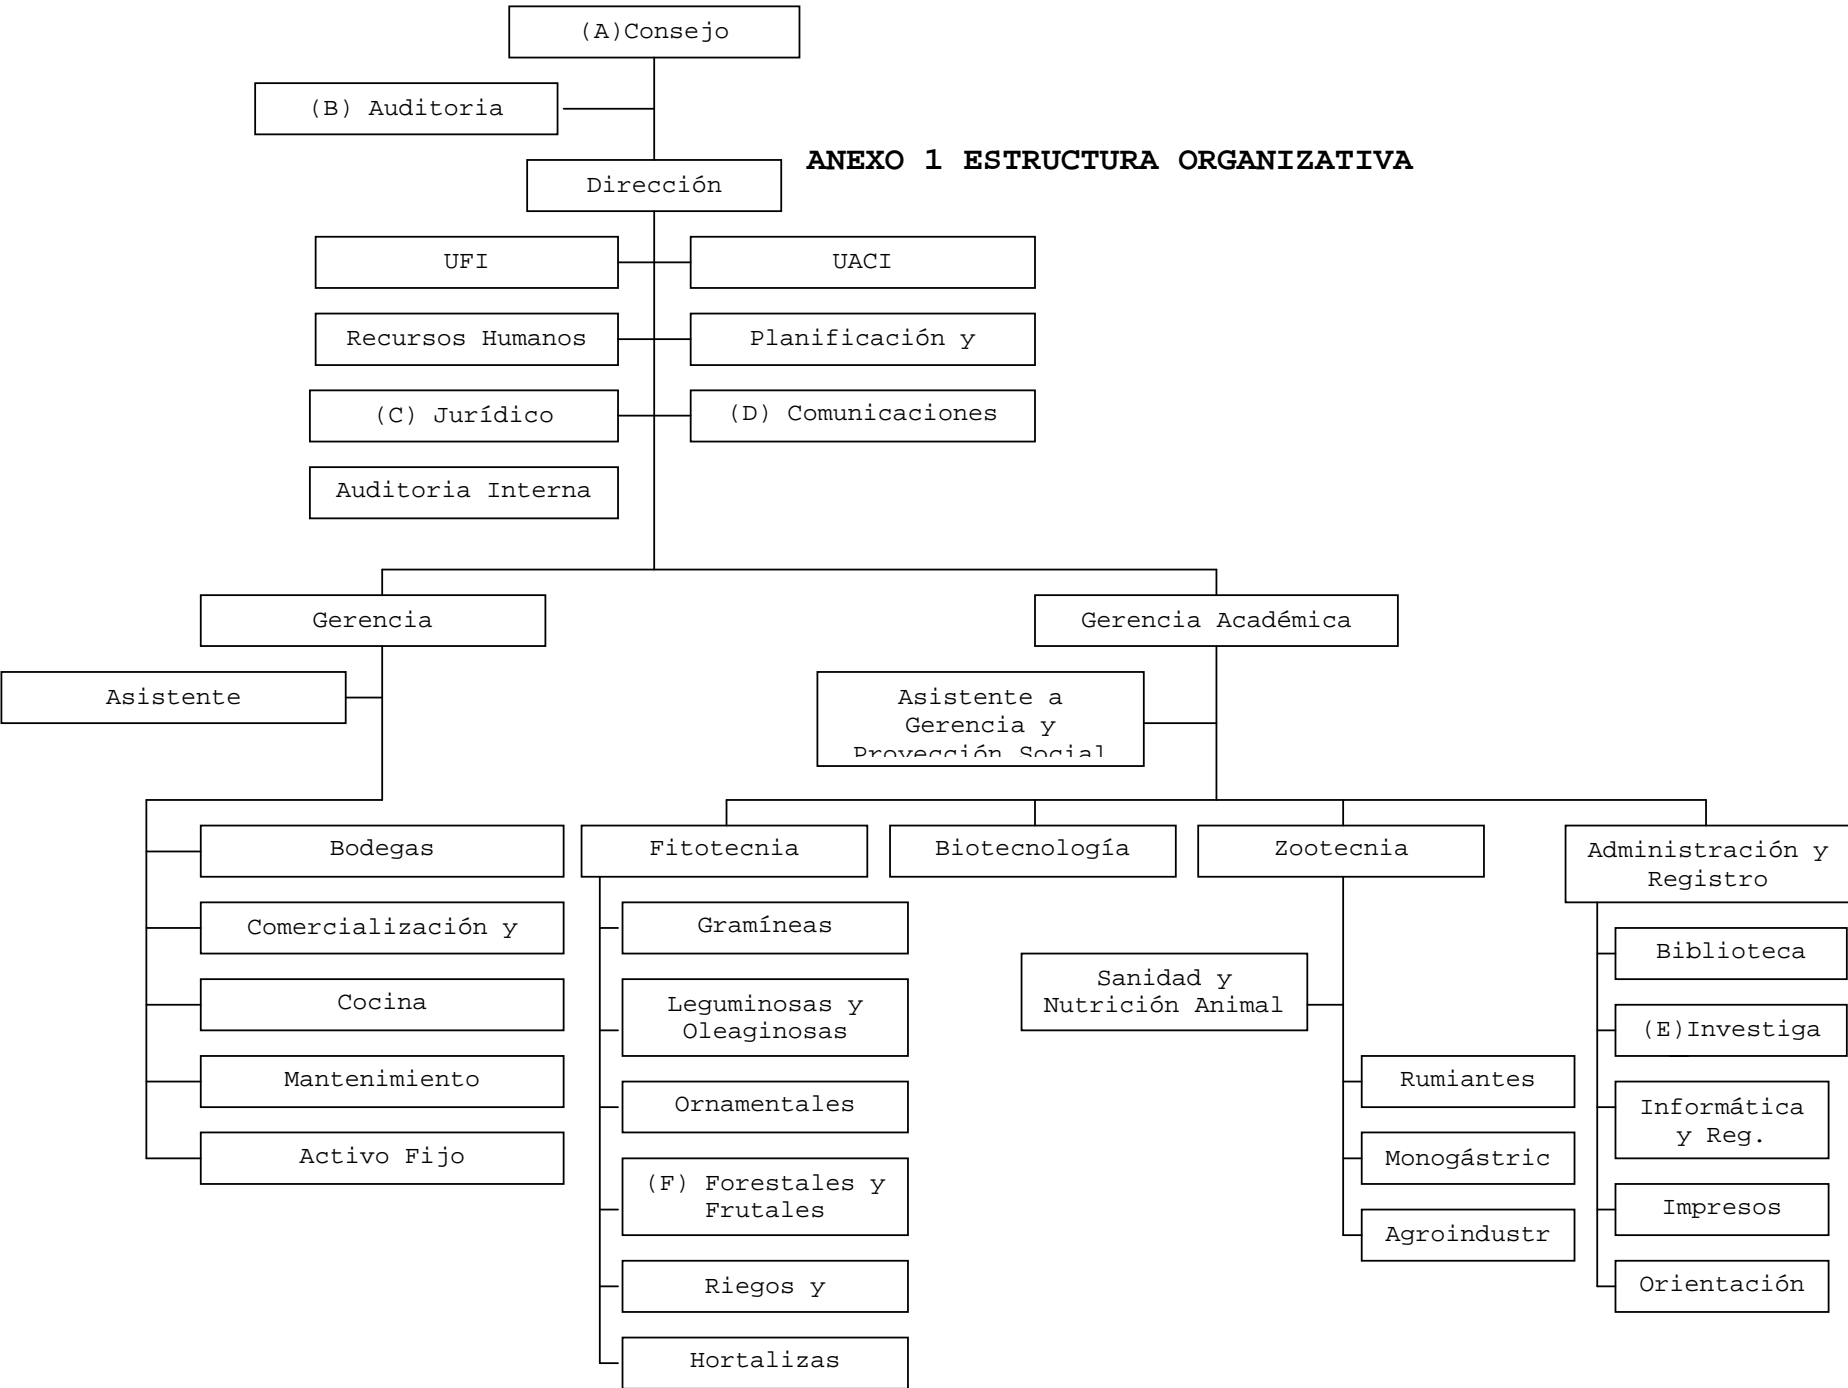 (A)Consejo
(B) Auditoria
ANEXO 1 ESTRUCTURA ORGANIZATIVA
Dirección
UFI
UACI
Recursos Humanos
Planificación y
(C) Jurídico
(D) Comunicaciones
Auditoria Interna
Gerencia
Gerencia Académica
Asistente
Asistente a
Gerencia y
Proyección Social
Bodegas
Comercialización y
Cocina
Mantenimiento
Activo Fijo
Fitotecnia
Gramíneas
Leguminosas y
Oleaginosas
Ornamentales
(F) Forestales y
Frutales
Riegos y
Hortalizas
Biotecnología
Zootecnia
Sanidad y
Nutrición Animal
Rumiantes
Monogástric
Agroindustr
Administración y
Registro
Biblioteca
(E)Investiga
Informática
y Reg.
Impresos
Orientación